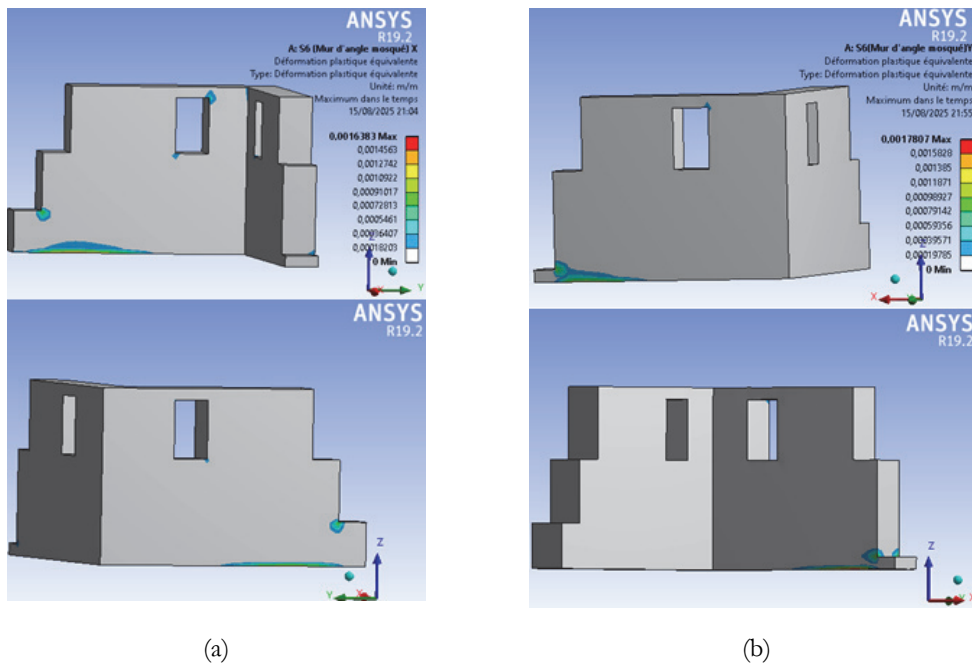 ANSYS
R19.2
A: S6 (Mur d'angle mosqué) X
Déformation plastique équivalente
Type: Déformation plastique équivalente
Unité: m/m
Maximum dans le temps
15/08/2025 21:04
0,0016383 Max
0,0014563
0,0012742
0,0010922
0,00091017
0,00072813
0,0005461
0,00036407
0,00018203
0 Min
Z
X
Y
ANSYS
R19.2
Z
Y
X
(a)
ANSYS
R19.2
A: S6(Mur d'angle mosqué)Y
Déformation plastique équivalente
Type: Déformation plastique équivalente
Unité: m/m
Maximum dans le temps
15/08/2025 21:55
0,0017807 Max
0,0015828
0,001385
0,0011871
0,00098927
0,00079142
0,00059356
0,00039571
0,00019785
0 Min
Z
X
ANSYS
R19.2
Z
Y
X
(b)